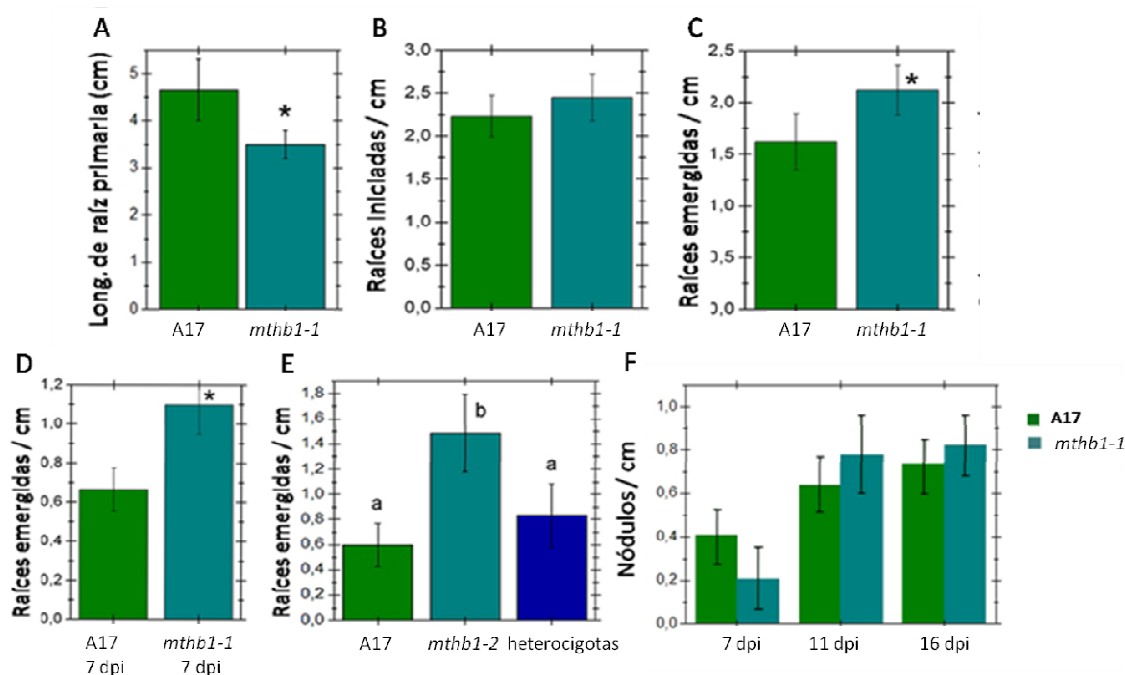 A
Long. de raíz primaria (cm)
5
4
3
2
1
0
A17 mthb1-1
B
Raíces iniciadas / cm
3,0
2,5
2,0
1,5
1,0
0,5
0,0
A17 mthb1-1
C
Raíces emergidas / cm
2,5
2,0
1,5
1,0
0,5
0,0
*
*
A17 mthb1-1
D
Raíces emergidas / cm
1,2
1,0
0,8
0,6
0,4
0,2
0,0
*
A17 mthb1-1
7 dpi 7 dpi
E
Raíces emergidas / cm
1,8
1,6
1,4
1,2
1,0
0,8
0,6
0,4
0,2
0,0
a b a
A17 mthb1-2 heterocigotas
F
Nódulos / cm
1,0
0,8
0,6
0,4
0,2
0,0
7 dpi 11 dpi 16 dpi
A17
mthb1-1